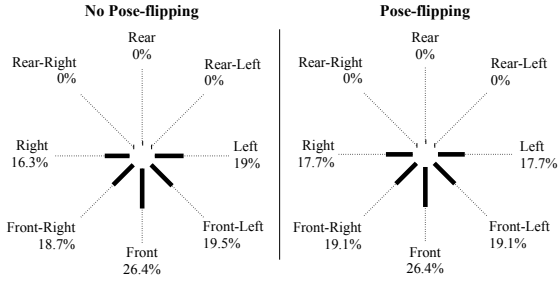 No Pose-flipping
Rear
0%
Rear-Right
0%
Rear-Left
0%
Right
16.3%
Left
19%
Front-Right
18.7%
Front-Left
19.5%
Front
26.4%
Pose-flipping
Rear
0%
Rear-Right
0%
Rear-Left
0%
Right
17.7%
Left
17.7%
Front-Right
19.1%
Front-Left
19.1%
Front
26.4%